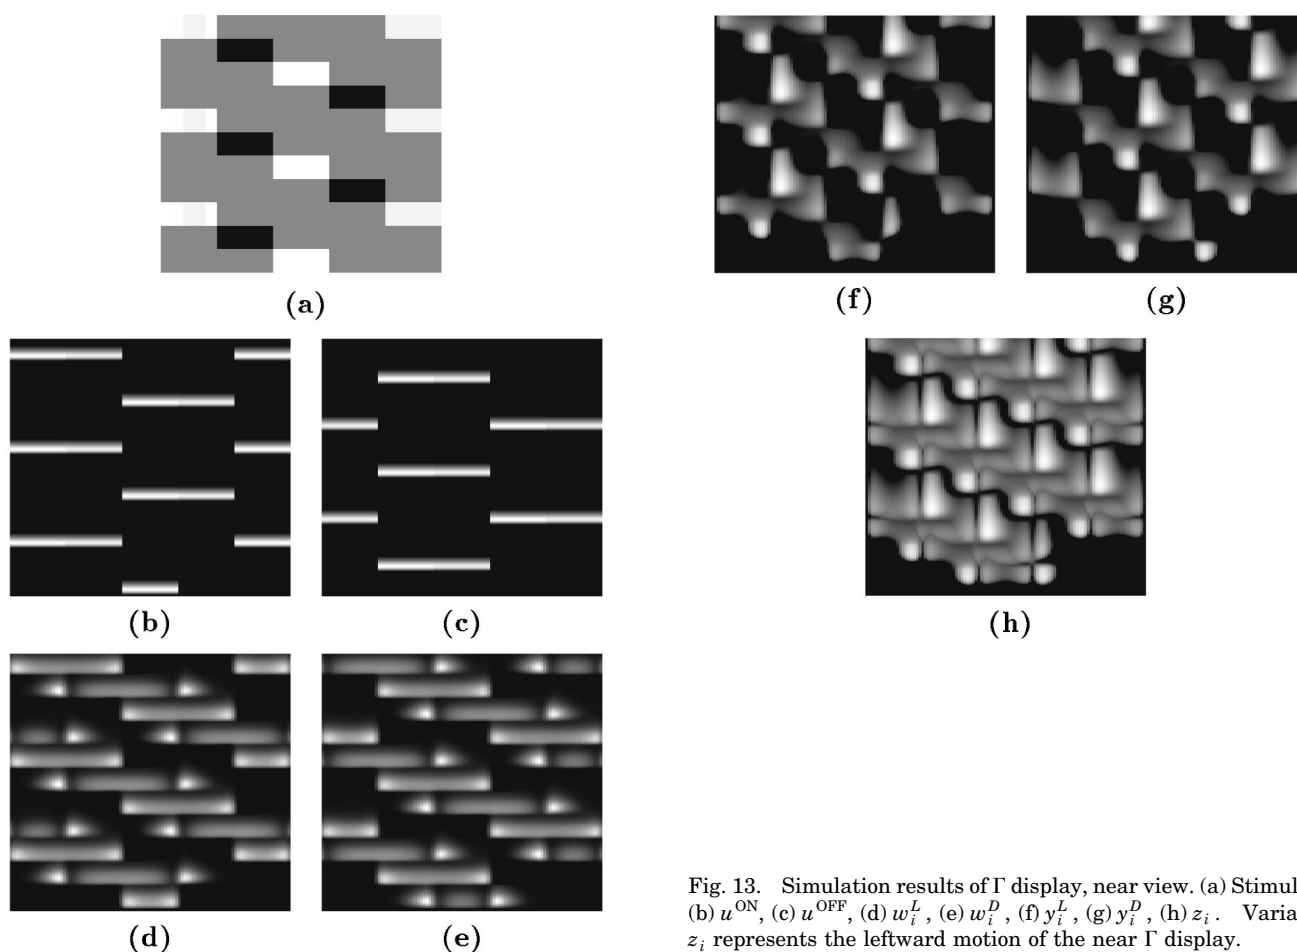 (a)
(f)
(g)
(b)
(c)
(h)
(d)
(e)
Fig. 13. Simulation results of Γ display, near view. (a) Stimul
(b) u^ON, (c) u^OFF, (d) w_i^L, (e) w_i^D, (f) y_i^L, (g) y_i^D, (h) z_i. Varia
z_i represents the leftward motion of the near Γ display.